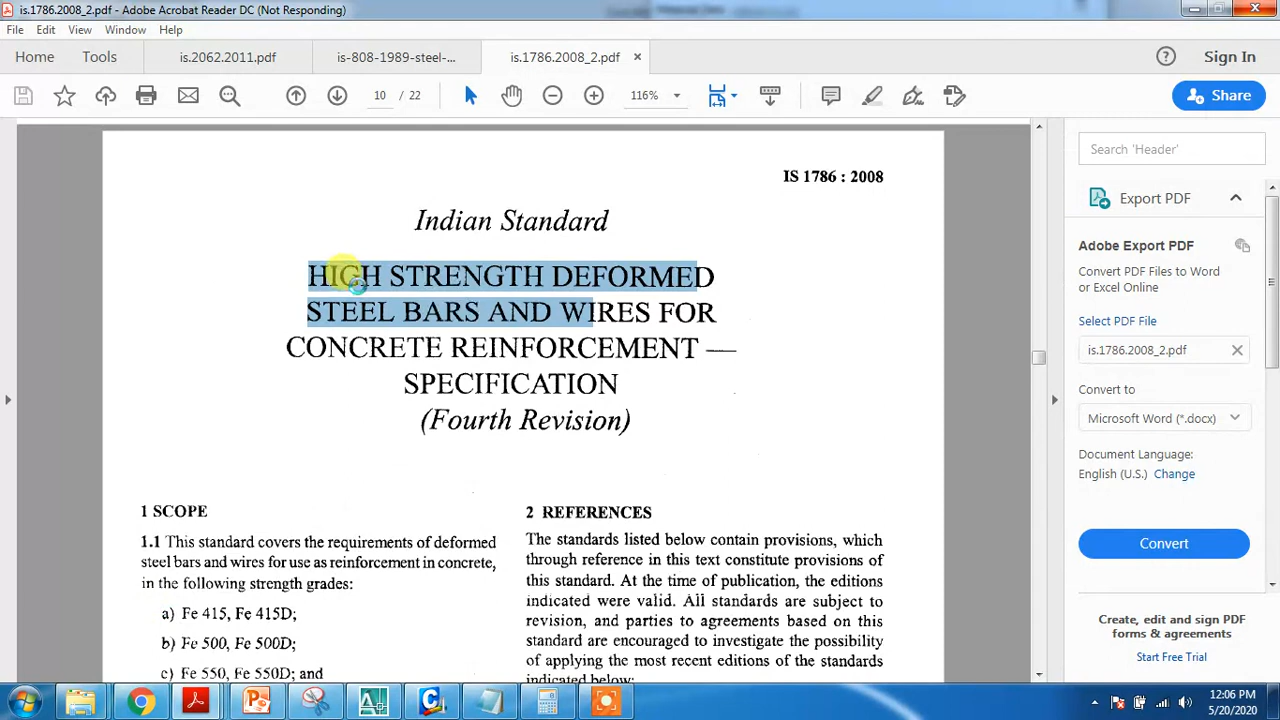 is.1786.2008_2.pdf - Adobe Acrobat Reader DC (Not Responding)
File Edit View Window Help
Home Tools is.2062.2011.pdf is-808-1989-steel-... is.1786.2008_2.pdf × Sign In
10 / 22 116% Share
IS 1786 : 2008
Indian Standard
HIGH STRENGTH DEFORMED
STEEL BARS AND WIRES FOR
CONCRETE REINFORCEMENT —
SPECIFICATION
(Fourth Revision)
1 SCOPE
1.1 This standard covers the requirements of deformed
steel bars and wires for use as reinforcement in concrete,
in the following strength grades:
a) Fe 415, Fe 415D;
b) Fe 500, Fe 500D;
c) Fe 550, Fe 550D; and
2 REFERENCES
The standards listed below contain provisions, which
through reference in this text constitute provisions of
this standard. At the time of publication, the editions
indicated were valid. All standards are subject to
revision, and parties to agreements based on this
standard are encouraged to investigate the possibility
of applying the most recent editions of the standards
indicated below:
Search 'Header'
Export PDF
Adobe Export PDF
Convert PDF Files to Word
or Excel Online
Select PDF File
is.1786.2008_2.pdf
Convert to
Microsoft Word (*.docx)
Document Language:
English (U.S.) Change
Convert
Create, edit and sign PDF
forms & agreements
Start Free Trial
12:06 PM
5/20/2020